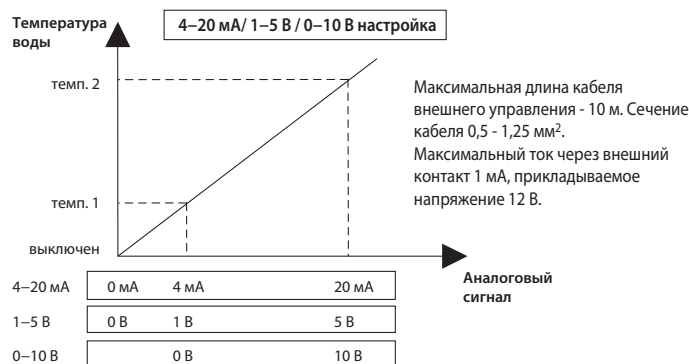 4–20 мА/ 1–5 В / 0–10 В настройка
Температура
воды
темп. 2
темп. 1
выключен
Максимальная длина кабеля
внешнего управления - 10 м. Сечение
кабеля 0,5 - 1,25 мм².
Максимальный ток через внешний
контакт 1 мА, прикладываемое
напряжение 12 В.
Аналоговый
сигнал
4–20 мА 0 мА 4 мА 20 мА
1–5 В 0 В 1 В 5 В
0–10 В 0 В 10 В